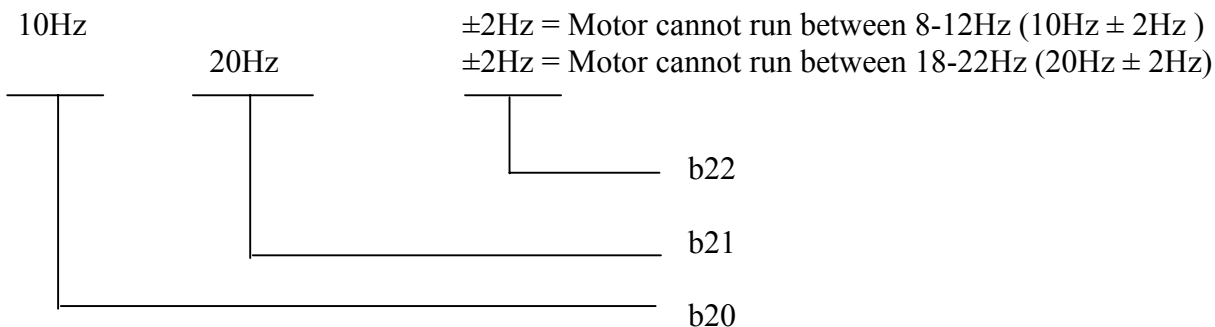 10Hz ±2Hz = Motor cannot run between 8-12Hz (10Hz ± 2Hz )
20Hz ±2Hz = Motor cannot run between 18-22Hz (20Hz ± 2Hz)
b22
b21
b20